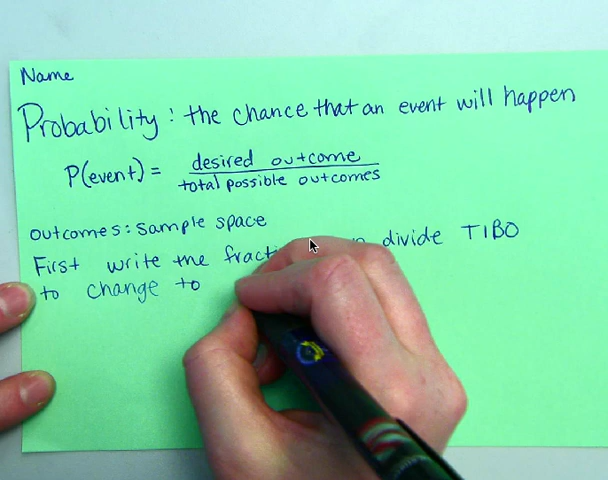 Name
Probability: the chance that an event will happen
P(event) = desired outcome
total possible outcomes
outcomes: sample space
First write the divide TIBO
to change to